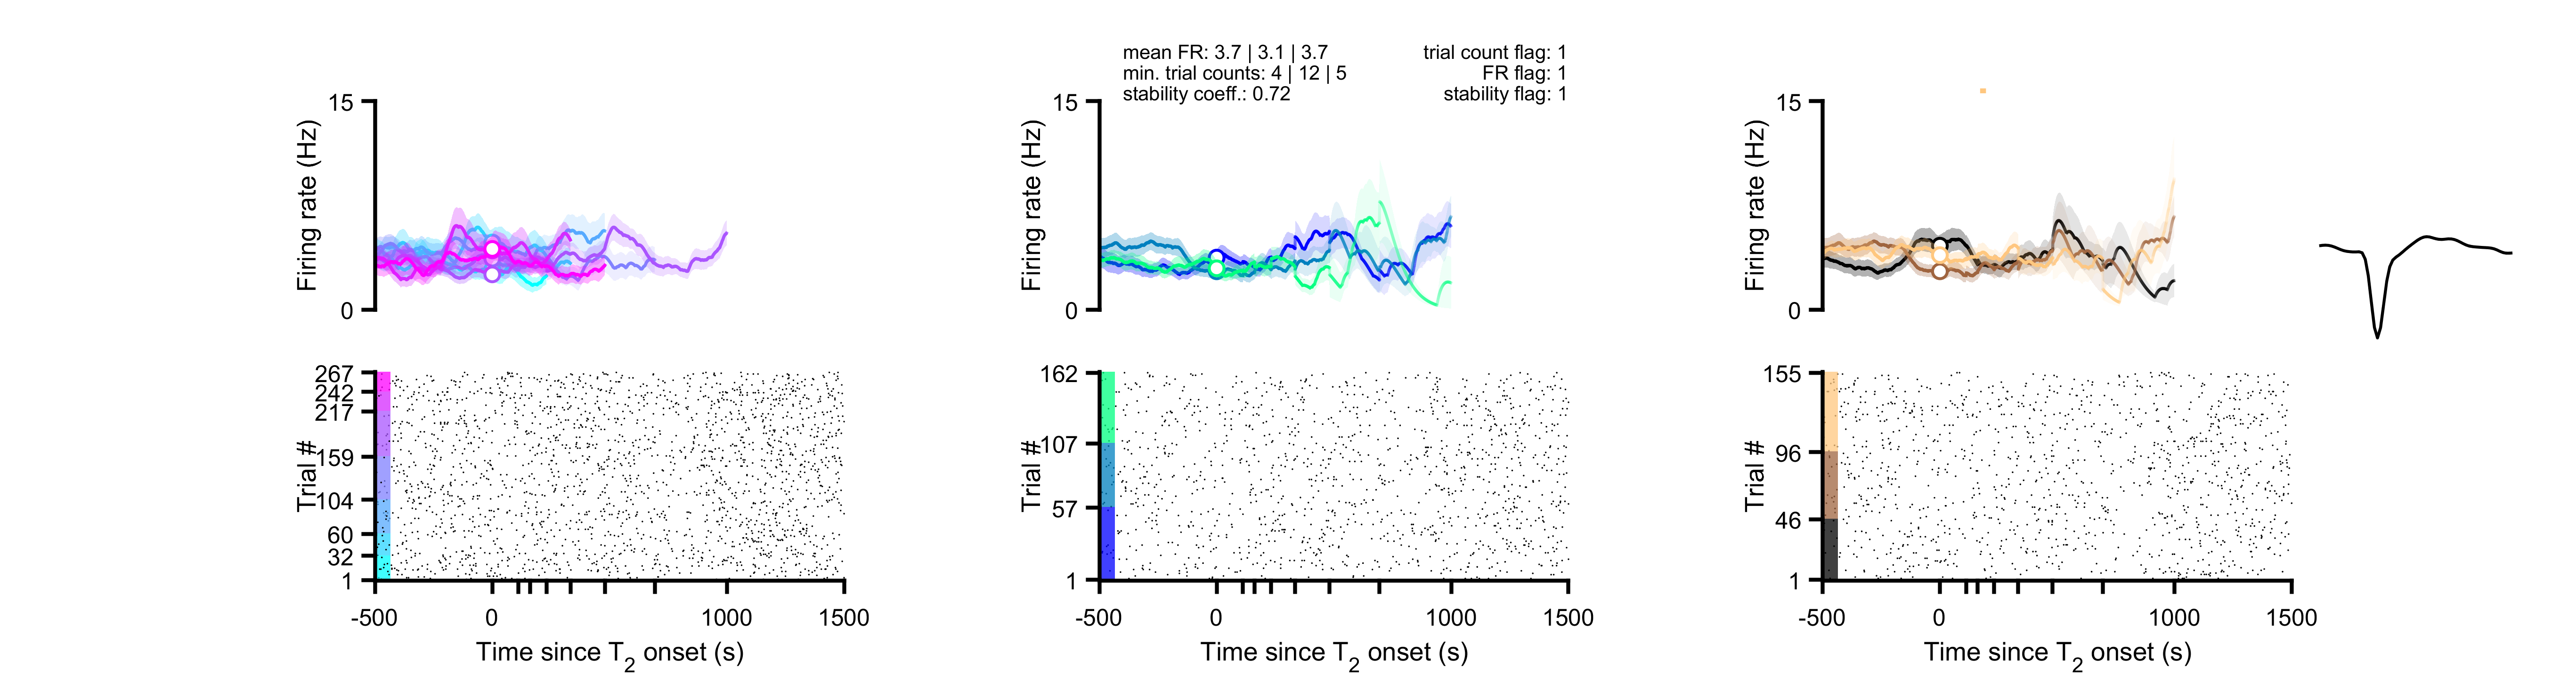 mean FR: 3.7 | 3.1 | 3.7
min. trial counts: 4 | 12 | 5
stability coeff.: 0.72
trial count flag: 1
FR flag: 1
stability flag: 1
15
Firing rate (Hz)
0
15
Firing rate (Hz)
0
15
Firing rate (Hz)
0
267
242
217
159
104
60
32
1
Trial #
-500
0
1000
1500
Time since T2 onset (s)
162
107
57
1
Trial #
-500
0
1000
1500
Time since T2 onset (s)
155
96
46
1
Trial #
-500
0
1000
1500
Time since T2 onset (s)